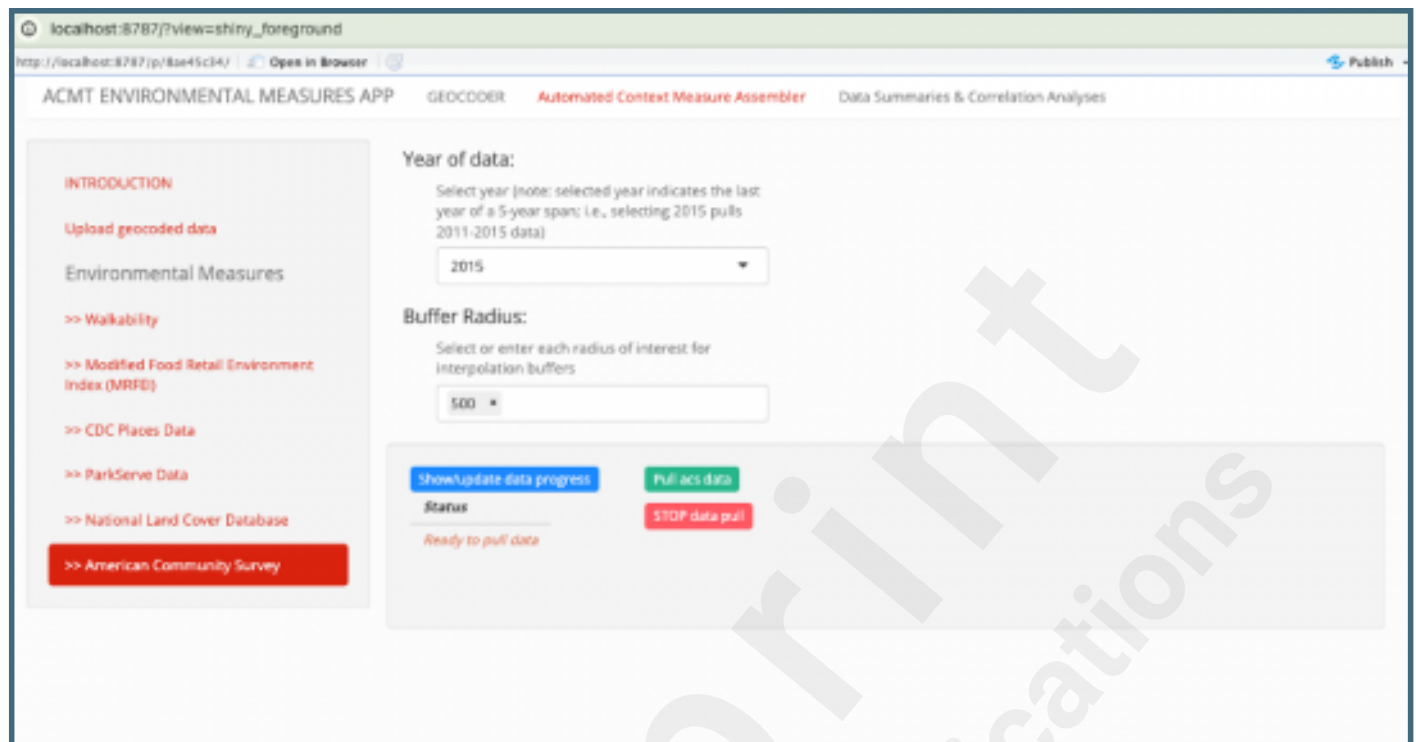 localhost:8787/?view=shiny_foreground
http://localhost:8787/p/8ae45c34/ Open in Browser Publish
ACMT ENVIRONMENTAL MEASURES APP GEOCODER Automated Context Measure Assembler Data Summaries & Correlation Analyses
INTRODUCTION
Upload geocoded data
Environmental Measures
>> Walkability
>> Modified Food Retail Environment
Index (MRFEI)
>> CDC Places Data
>> ParkServe Data
>> National Land Cover Database
>> American Community Survey
Year of data:
Select year (note: selected year indicates the last
year of a 5-year span; i.e., selecting 2015 pulls
2011-2015 data)
2015
Buffer Radius:
Select or enter each radius of interest for
interpolation buffers
500 ×
Show/update data progress
Status
Ready to pull data
Pull acs data
STOP data pull
rint
cations